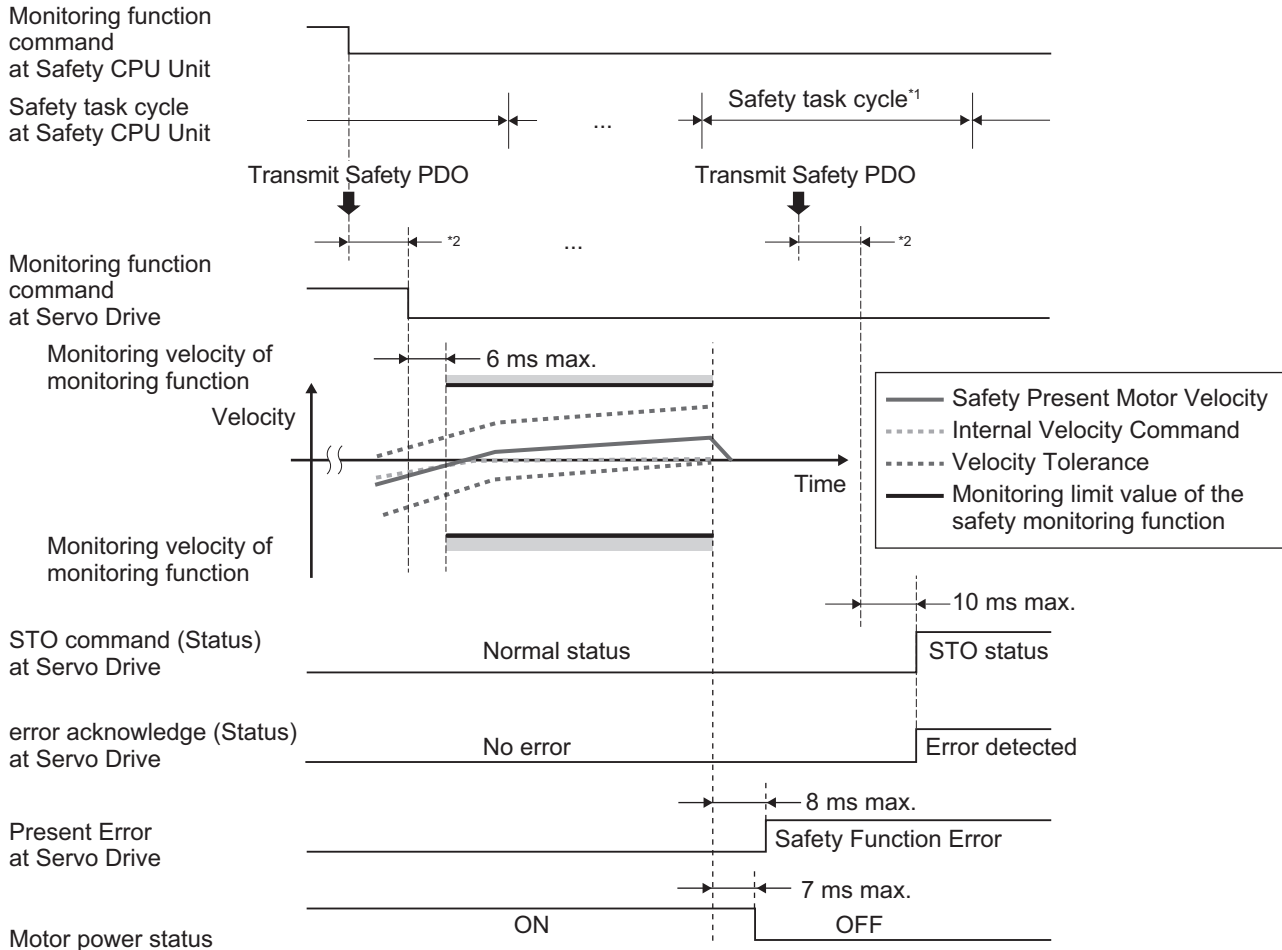 Monitoring function
command
at Safety CPU Unit
Safety task cycle
at Safety CPU Unit
...
Safety task cycle*1
Transmit Safety PDO
Transmit Safety PDO
*2
...
*2
Monitoring function
command
at Servo Drive
Monitoring velocity of
monitoring function
6 ms max.
Velocity
Time
Safety Present Motor Velocity
Internal Velocity Command
Velocity Tolerance
Monitoring limit value of the
safety monitoring function
Monitoring velocity of
monitoring function
10 ms max.
STO command (Status)
at Servo Drive
Normal status
STO status
error acknowledge (Status)
at Servo Drive
No error
Error detected
8 ms max.
Present Error
at Servo Drive
Safety Function Error
7 ms max.
Motor power status
ON
OFF